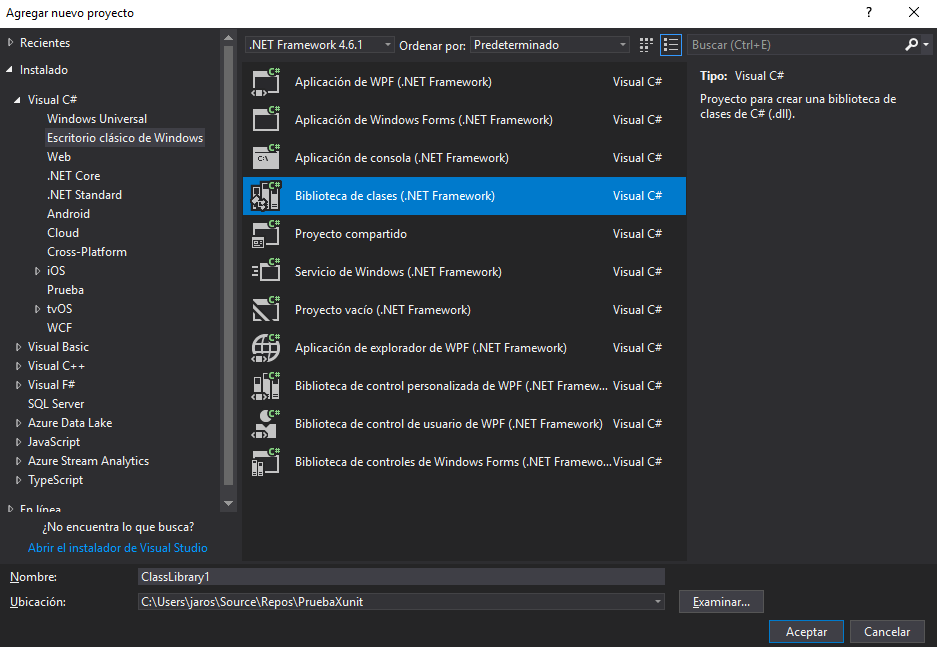 Agregar nuevo proyecto
Recientes
Instalado
Visual C#
Windows Universal
Escritorio clásico de Windows
Web
.NET Core
.NET Standard
Android
Cloud
Cross-Platform
iOS
Prueba
tvOS
WCF
Visual Basic
Visual C++
Visual F#
SQL Server
Azure Data Lake
JavaScript
Azure Stream Analytics
TypeScript
En línea
¿No encuentra lo que busca?
Abrir el instalador de Visual Studio
.NET Framework 4.6.1 Ordenar por: Predeterminado
Aplicación de WPF (.NET Framework) Visual C#
Aplicación de Windows Forms (.NET Framework) Visual C#
Aplicación de consola (.NET Framework) Visual C#
Biblioteca de clases (.NET Framework) Visual C#
Proyecto compartido Visual C#
Servicio de Windows (.NET Framework) Visual C#
Proyecto vacío (.NET Framework) Visual C#
Aplicación de explorador de WPF (.NET Framework) Visual C#
Biblioteca de control personalizada de WPF (.NET Framew... Visual C#
Biblioteca de control de usuario de WPF (.NET Framework) Visual C#
Biblioteca de controles de Windows Forms (.NET Framewo... Visual C#
Buscar (Ctrl+E)
Tipo: Visual C#
Proyecto para crear una biblioteca de
clases de C# (.dll).
Nombre: ClassLibrary1
Ubicación: C:\Users\jaros\Source\Repos\PruebaXunit Examinar...
Aceptar Cancelar